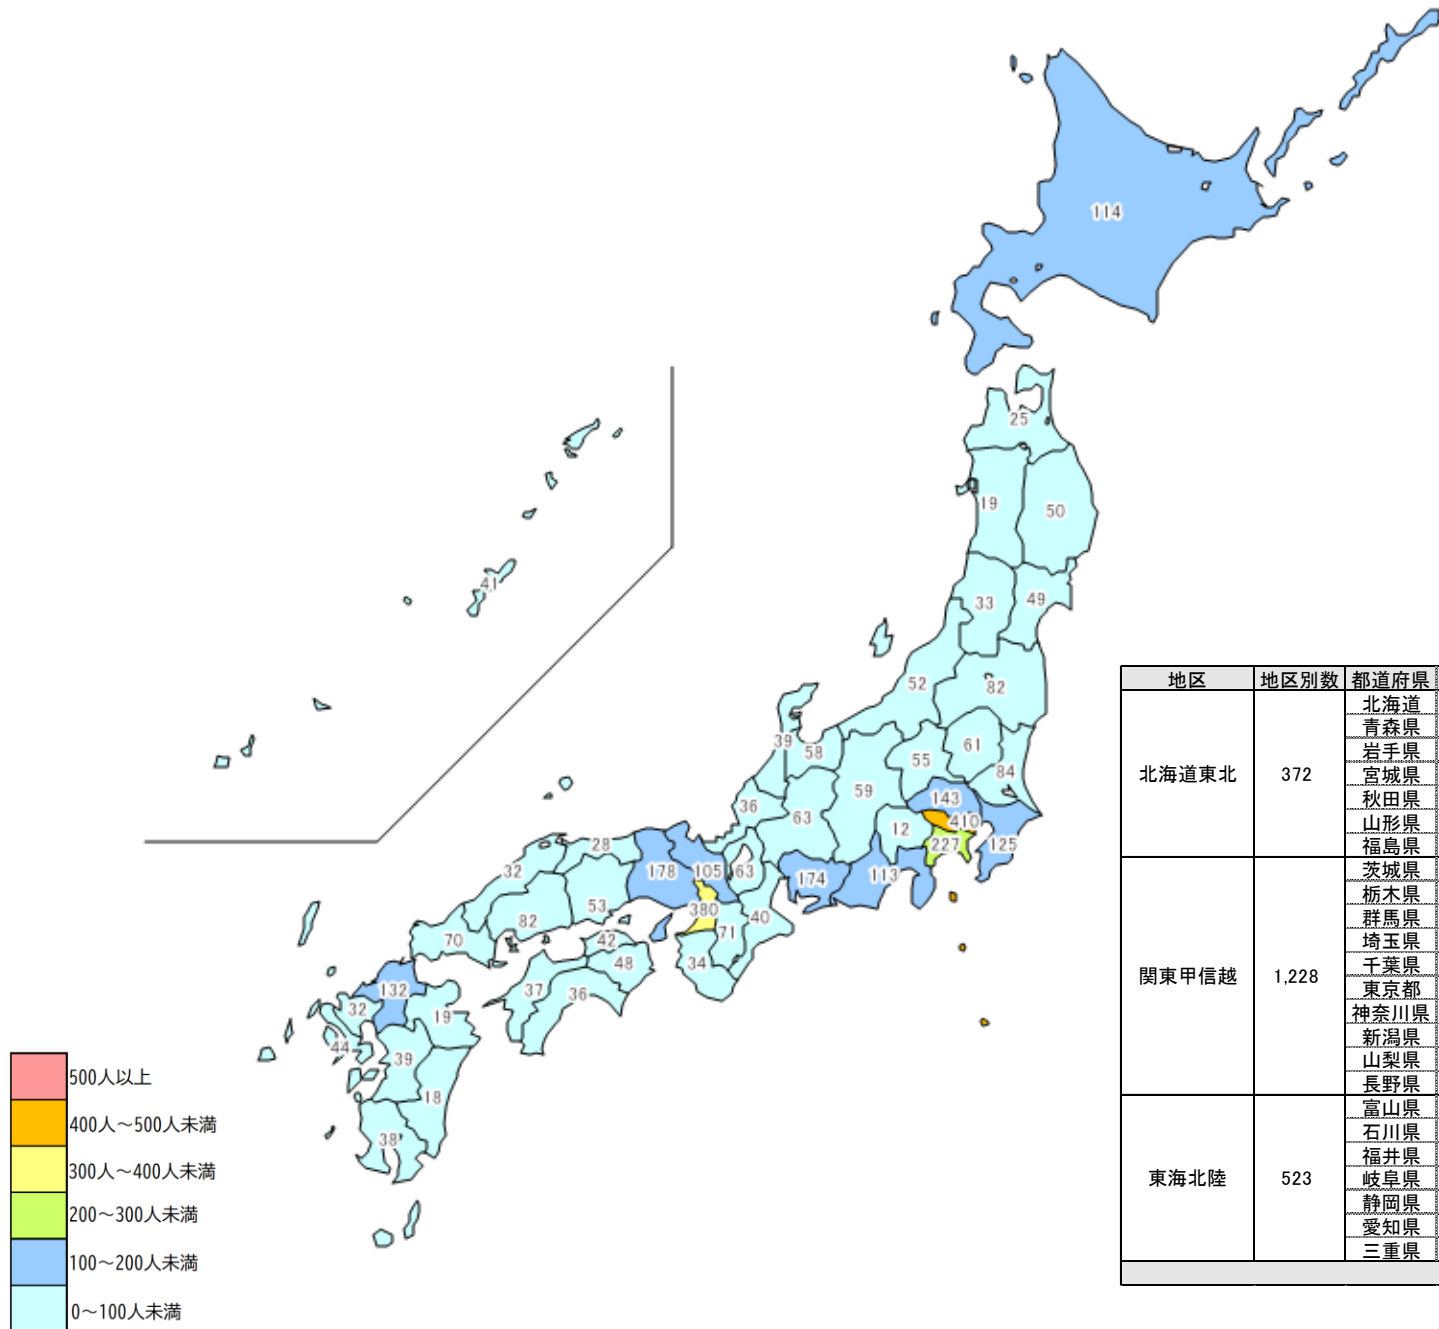 114
25
19
50
41
33
49
52
82
39
58
61
55
84
59
143
36
63
12
410
227
125
28
32
178
105
63
174
113
53
380
40
82
71
70
42
34
48
132
37
36
32
19
44
39
18
38
地区 地区別数 都道府県
北海道東北 372
北海道
青森県
岩手県
宮城県
秋田県
山形県
福島県
関東甲信越 1,228
茨城県
栃木県
群馬県
埼玉県
千葉県
東京都
神奈川県
新潟県
山梨県
長野県
東海北陸 523
富山県
石川県
福井県
岐阜県
静岡県
愛知県
三重県
500人以上
400人～500人未満
300人～400人未満
200～300人未満
100～200人未満
0～100人未満